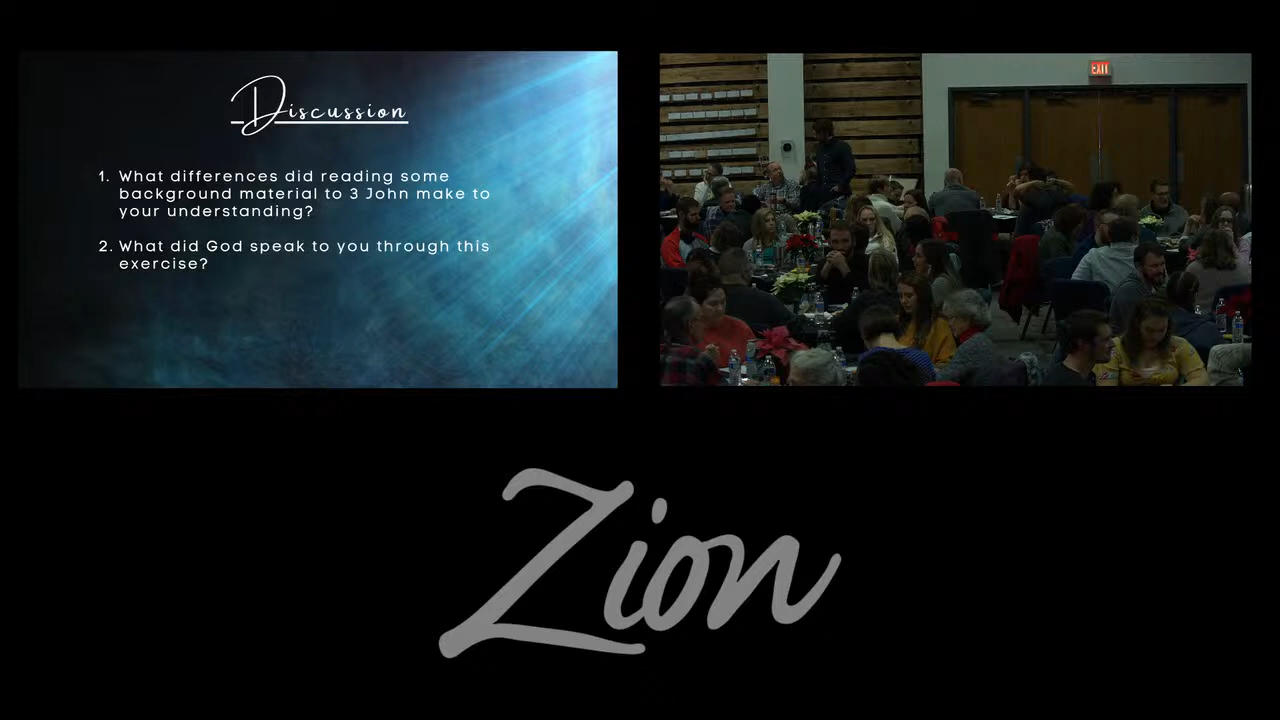 Discussion
1. What differences did reading some
background material to 3 John make to
your understanding?
2. What did God speak to you through this
exercise?
EXIT
Zion